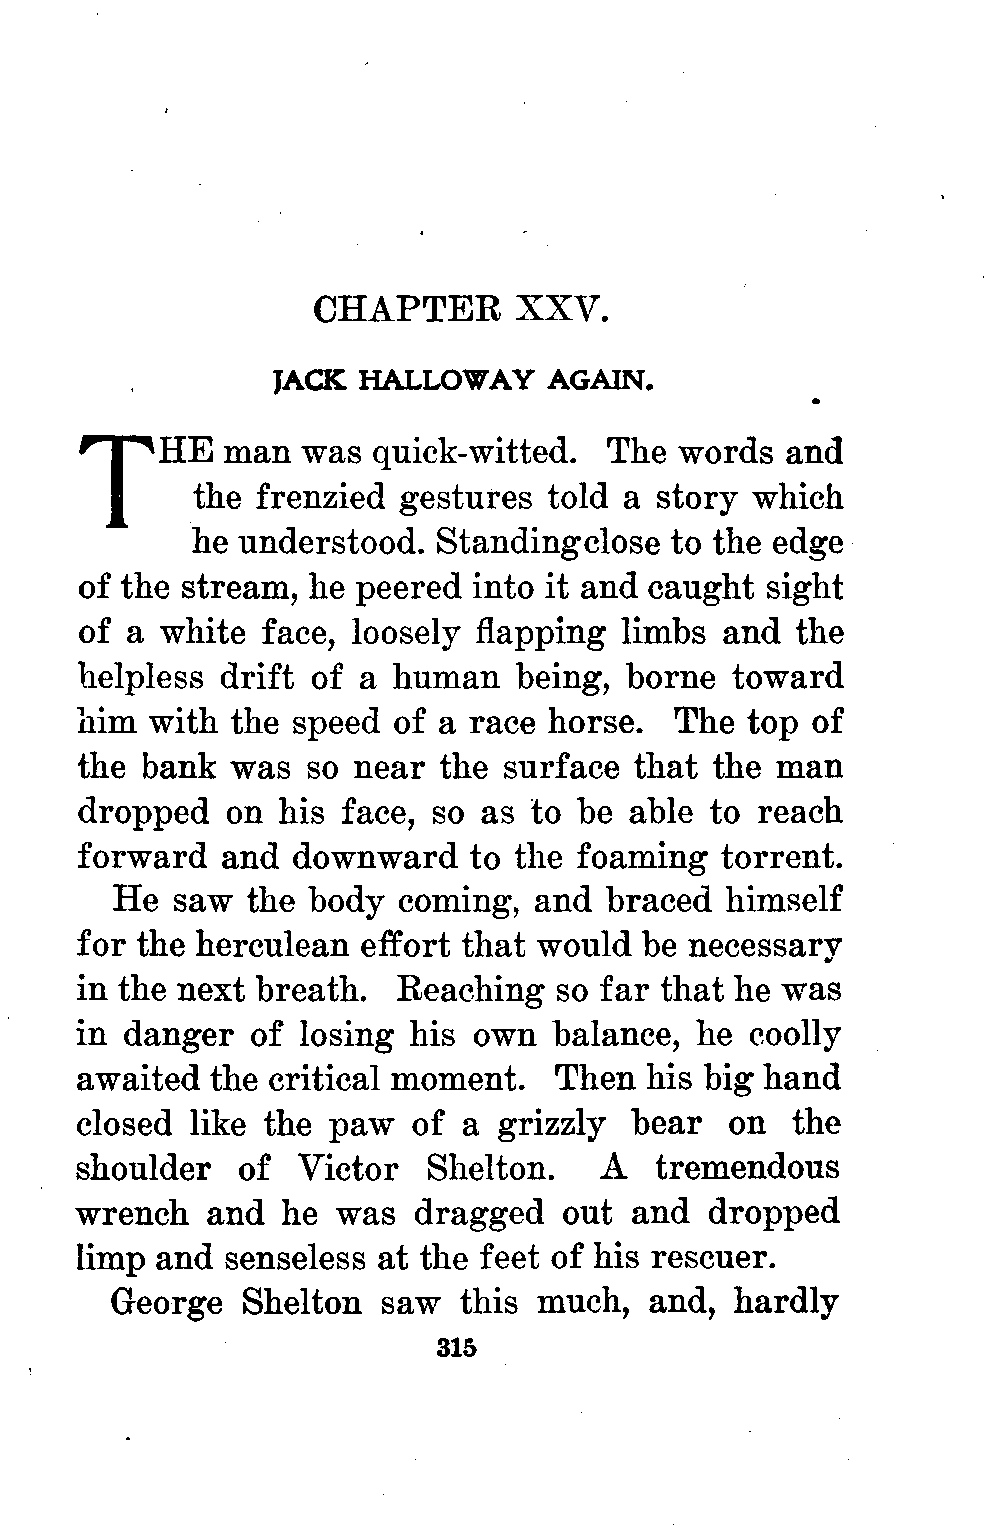 CHAPTER XXV.
JACK HALLOWAY AGAIN.
THE man was quick-witted. The words and
the frenzied gestures told a story which
he understood. Standing close to the edge
of the stream, he peered into it and caught sight
of a white face, loosely flapping limbs and the
helpless drift of a human being, borne toward
him with the speed of a race horse. The top of
the bank was so near the surface that the man
dropped on his face, so as to be able to reach
forward and downward to the foaming torrent.
He saw the body coming, and braced himself
for the herculean effort that would be necessary
in the next breath. Reaching so far that he was
in danger of losing his own balance, he coolly
awaited the critical moment. Then his big hand
closed like the paw of a grizzly bear on the
shoulder of Victor Shelton. A tremendous
wrench and he was dragged out and dropped
limp and senseless at the feet of his rescuer.
George Shelton saw this much, and, hardly
315